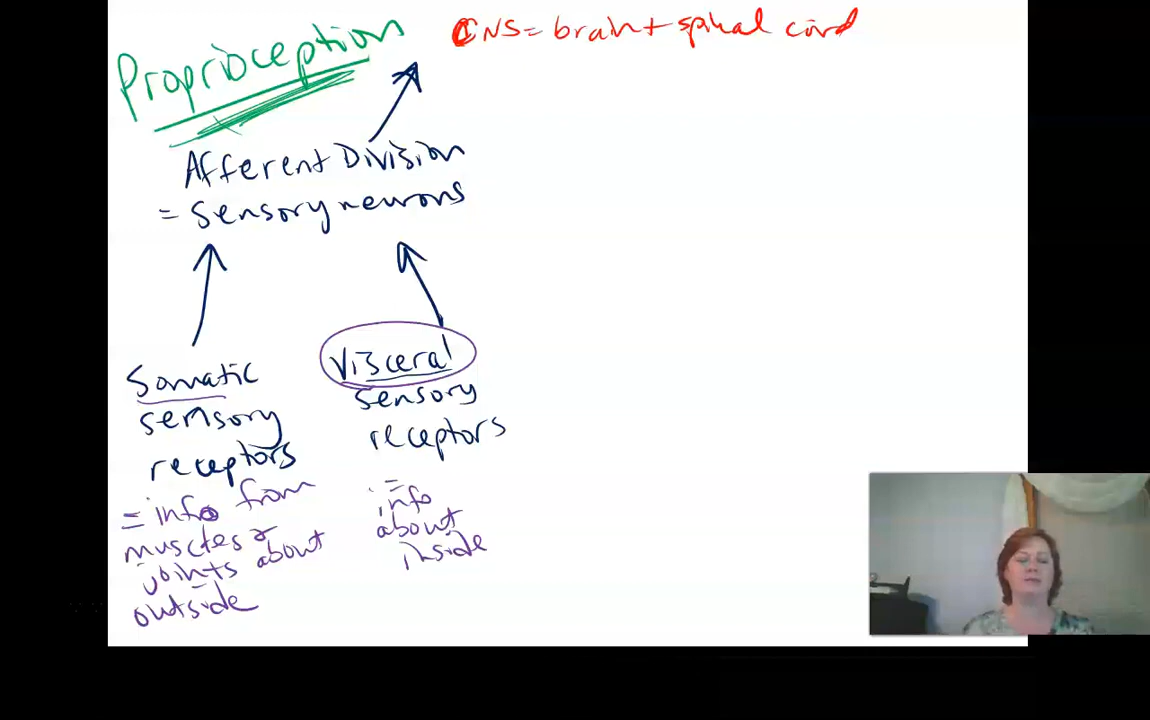 CNS = brain + spinal cord
Proprioception
Afferent Division
= sensory neurons
Somatic
sensory
receptors
= info from
muscles &
joints about
outside
Visceral
sensory
receptors
= info
about
inside